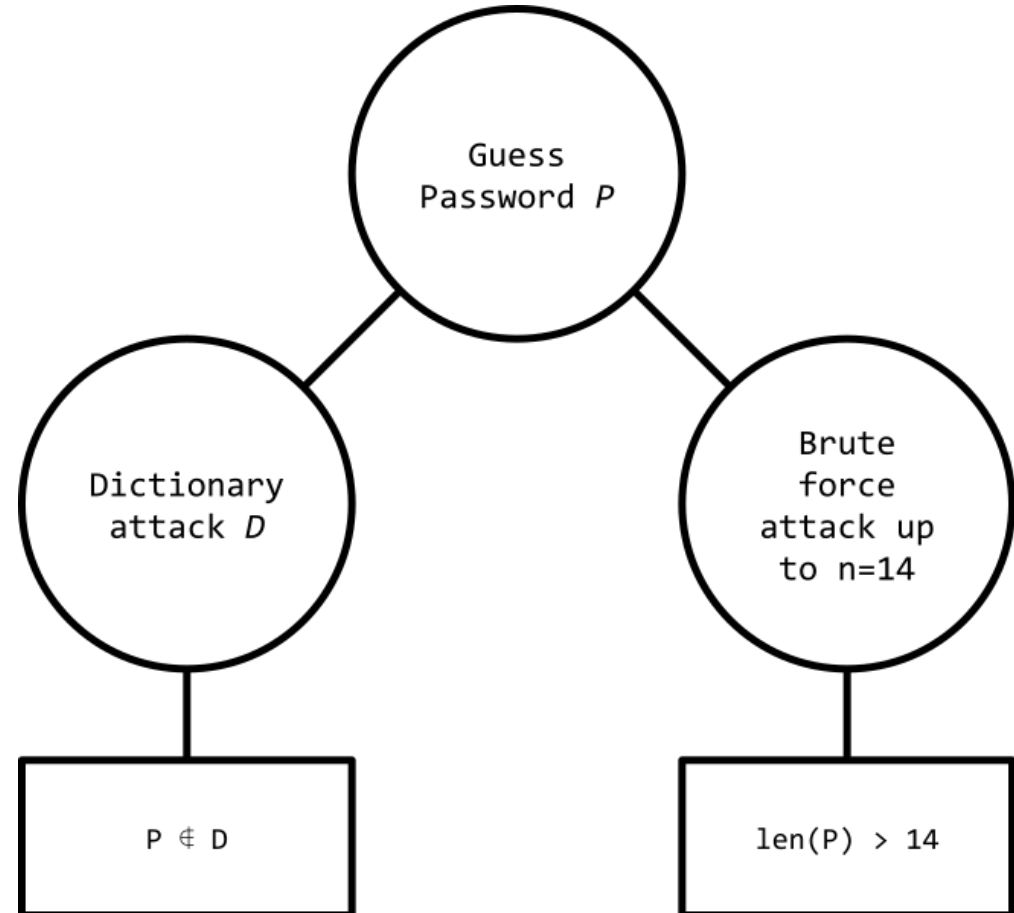 Guess
Password P
Dictionary
attack D
Brute
force
attack up
to n=14
P ∉ D
len(P) > 14